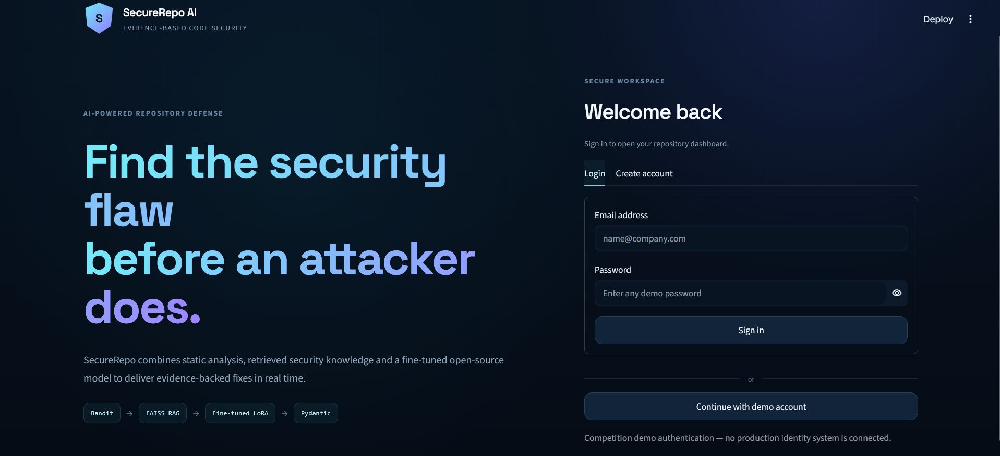 S
SecureRepo AI
EVIDENCE-BASED CODE SECURITY
Deploy
AI-POWERED REPOSITORY DEFENSE
Find the security
flaw
before an attacker
does.
SecureRepo combines static analysis, retrieved security knowledge and a fine-tuned open-source
model to deliver evidence-backed fixes in real time.
Bandit → FAISS RAG → Fine-tuned LoRA → Pydantic
SECURE WORKSPACE
Welcome back
Sign in to open your repository dashboard.
Login Create account
Email address
name@company.com
Password
Enter any demo password
Sign in
or
Continue with demo account
Competition demo authentication — no production identity system is connected.